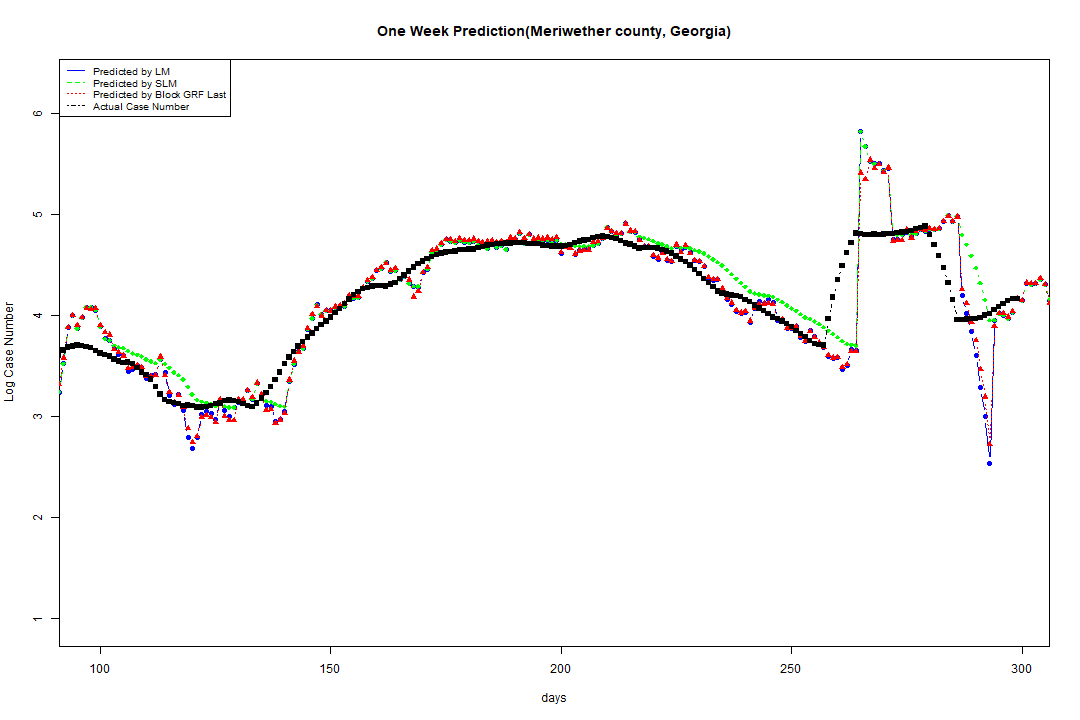 One Week Prediction(Meriwether county, Georgia)
Predicted by LM
Predicted by SLM
Predicted by Block GRF Last
Actual Case Number
6
5
4
3
2
1
Log Case Number
100 150 200 250 300
days